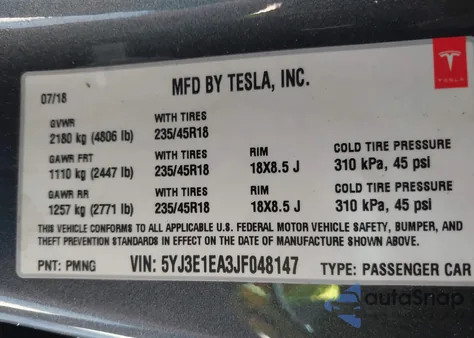 MFD BY TESLA, INC.
TESLA
07/18
GVWR WITH TIRES
2180 kg (4806 lb) 235/45R18
GAWR FRT WITH TIRES RIM COLD TIRE PRESSURE
1110 kg (2447 lb) 235/45R18 18X8.5 J 310 kPa, 45 psi
GAWR RR WITH TIRES RIM COLD TIRE PRESSURE
1257 kg (2771 lb) 235/45R18 18X8.5 J 310 kPa, 45 psi
THIS VEHICLE CONFORMS TO ALL APPLICABLE U.S. FEDERAL MOTOR VEHICLE SAFETY, BUMPER, AND
THEFT PREVENTION STANDARDS IN EFFECT ON THE DATE OF MANUFACTURE SHOWN ABOVE.
PNT: PMNG VIN: 5YJ3E1EA3JF048147 TYPE: PASSENGER CAR
autoSnap